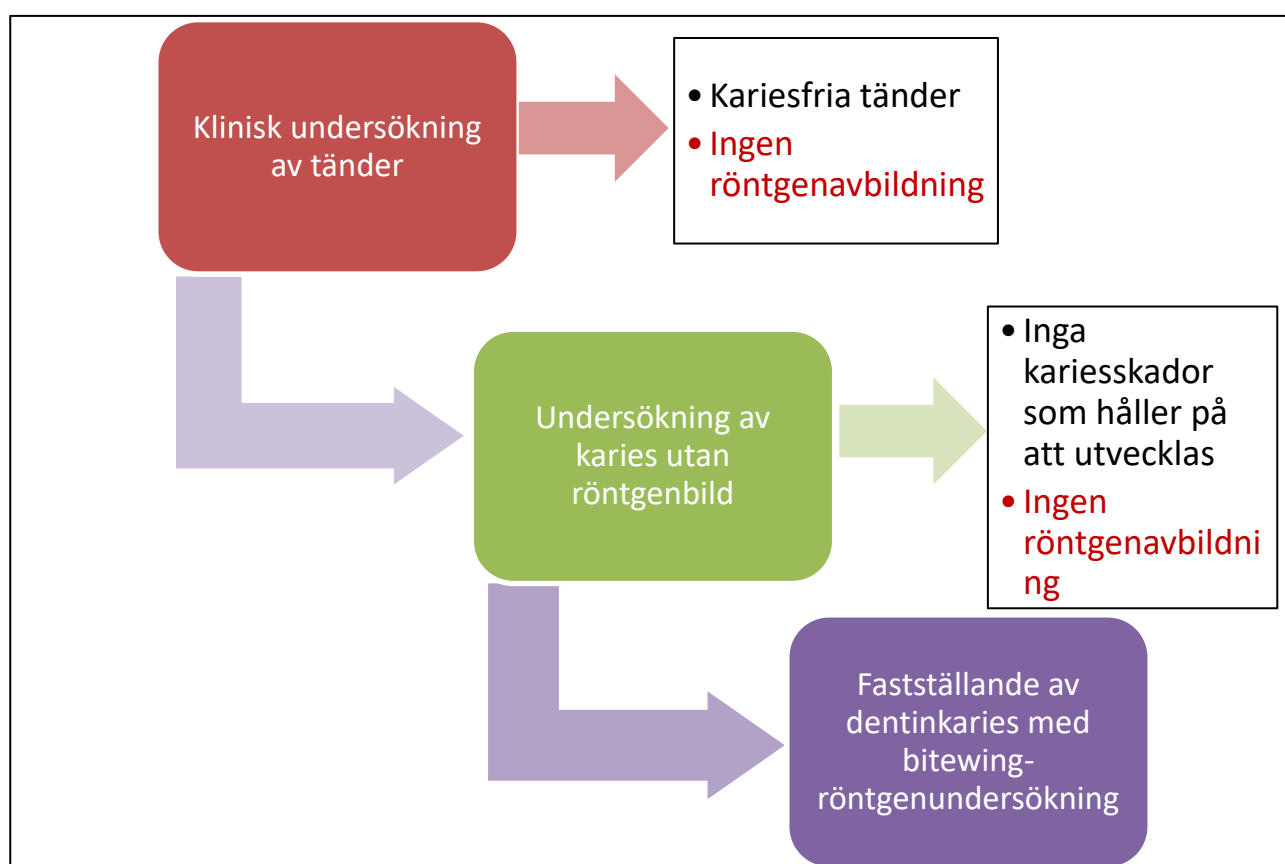 Klinisk undersökning
av tänder
• Kariesfria tänder
• Ingen
röntgenavbildning
Undersökning av
karies utan
röntgenbild
• Inga
kariesskador
som håller på
att utvecklas
• Ingen
röntgenavbildni
ng
Fastställande av
dentinkaries med
bitewing-
röntgenundersökning